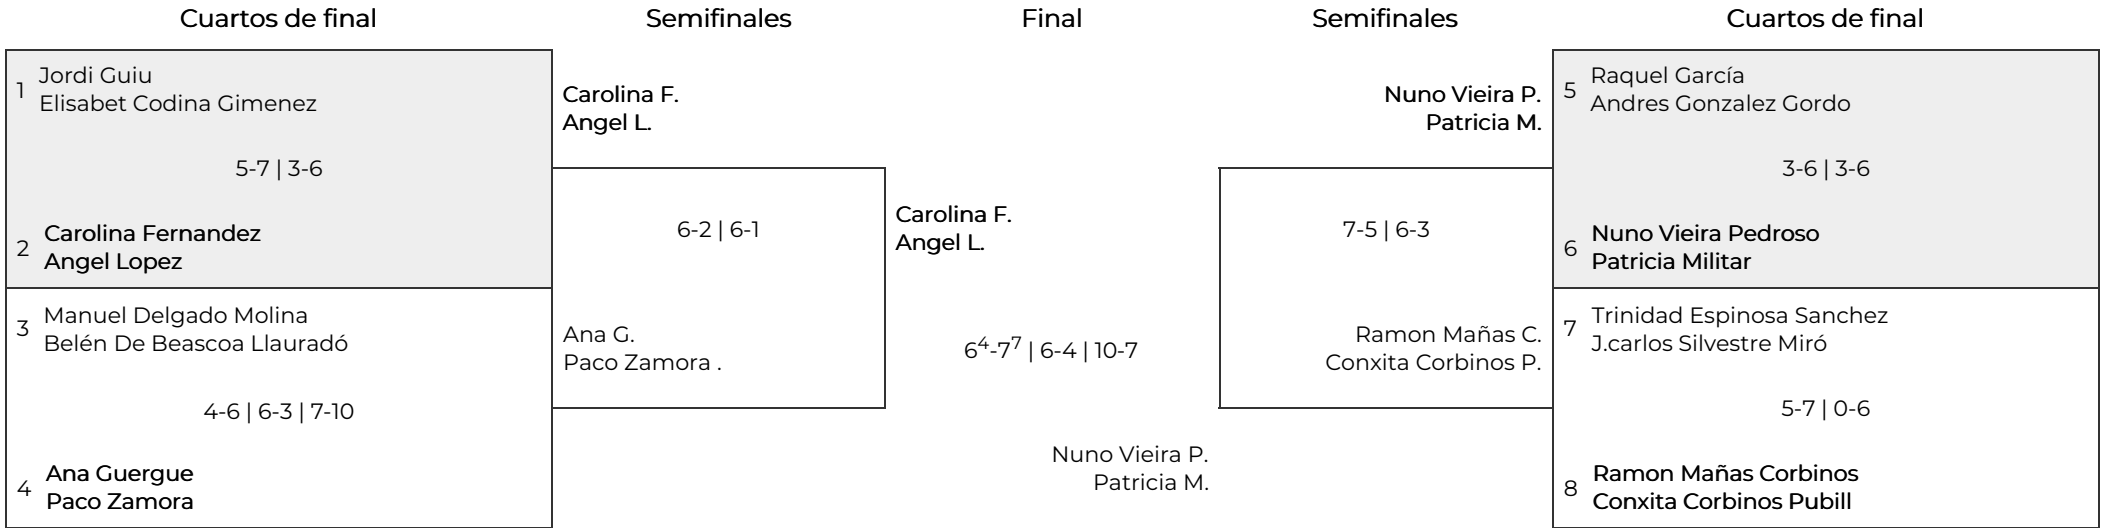 Cuartos de final
Semifinales
Final
Semifinales
Cuartos de final
1
Jordi Guiu
Elisabet Codina Gimenez
5-7 | 3-6
2
Carolina Fernandez
Angel Lopez
3
Manuel Delgado Molina
Belén De Beascoa Llauradó
4-6 | 6-3 | 7-10
4
Ana Guergue
Paco Zamora
Carolina F.
Angel L.
6-2 | 6-1
Ana G.
Paco Zamora .
Carolina F.
Angel L.
6⁴-7⁷ | 6-4 | 10-7
Nuno Vieira P.
Patricia M.
Nuno Vieira P.
Patricia M.
7-5 | 6-3
Ramon Mañas C.
Conxita Corbinos P.
5
Raquel García
Andres Gonzalez Gordo
3-6 | 3-6
6
Nuno Vieira Pedroso
Patricia Militar
7
Trinidad Espinosa Sanchez
J.carlos Silvestre Miró
5-7 | 0-6
8
Ramon Mañas Corbinos
Conxita Corbinos Pubill